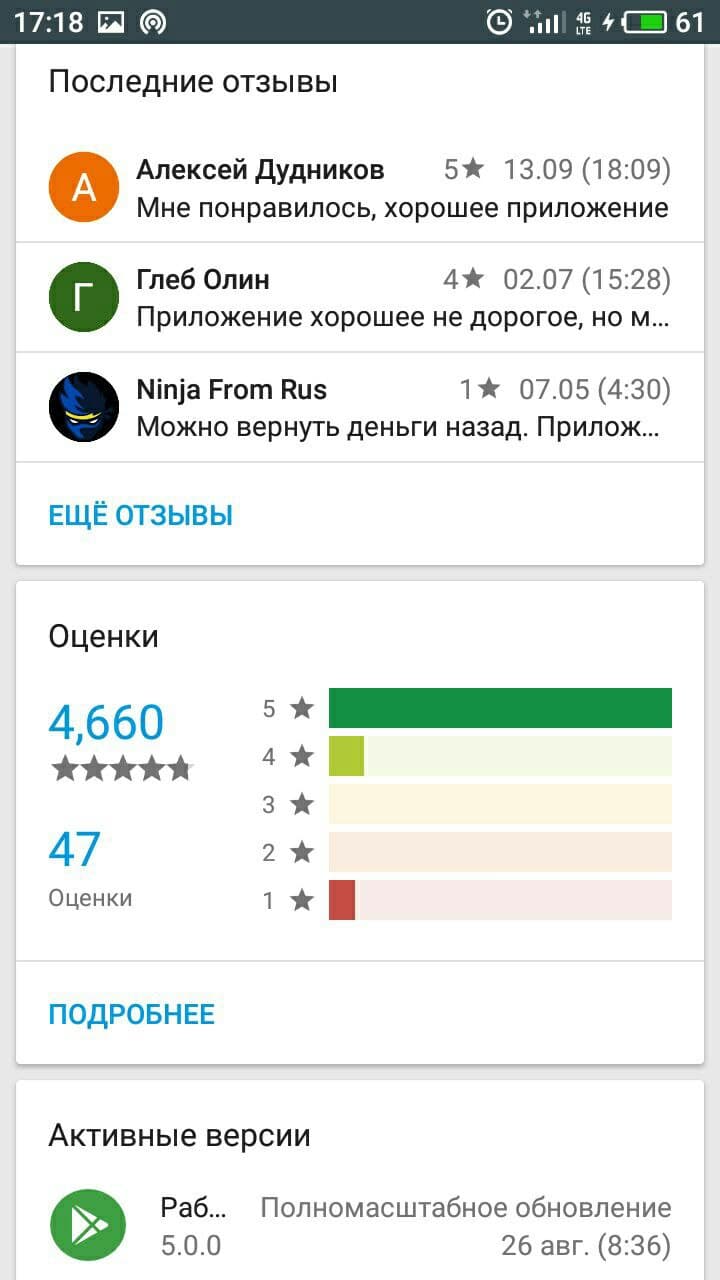 17:18 4G LTE 61
Последние отзывы
А Алексей Дудников 5★ 13.09 (18:09)
Мне понравилось, хорошее приложение
Г Глеб Олин 4★ 02.07 (15:28)
Приложение хорошее не дорогое, но м...
Ninja From Rus 1★ 07.05 (4:30)
Можно вернуть деньги назад. Прилож...
ЕЩЁ ОТЗЫВЫ
Оценки
4,660
47
Оценки
5 ★
4 ★
3 ★
2 ★
1 ★
ПОДРОБНЕЕ
Активные версии
Раб... Полномасштабное обновление
5.0.0 26 авг. (8:36)